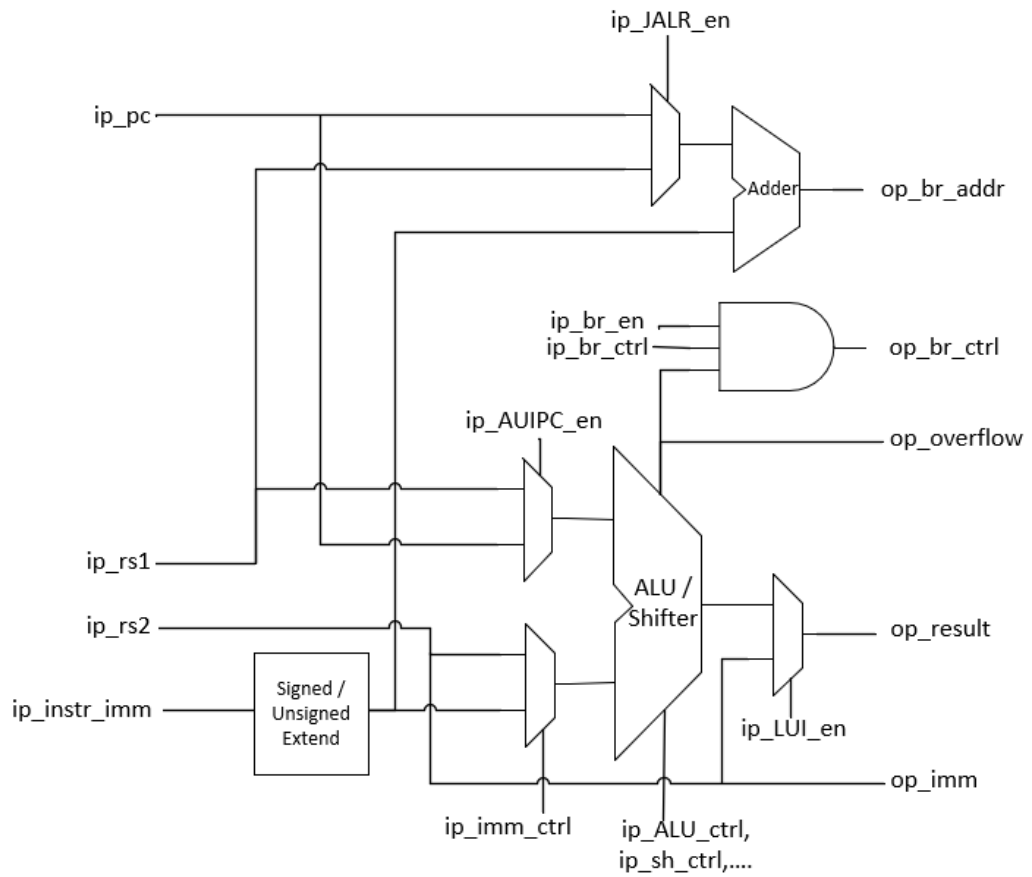 ip_JALR_en
ip_pc
Adder
op_br_addr
ip_br_en
ip_br_ctrl
op_br_ctrl
ip_AUIPC_en
op_overflow
ip_rs1
ALU /
Shifter
ip_rs2
op_result
Signed /
Unsigned
Extend
ip_instr_imm
ip_LUI_en
op_imm
ip_imm_ctrl
ip_ALU_ctrl,
ip_sh_ctrl,....